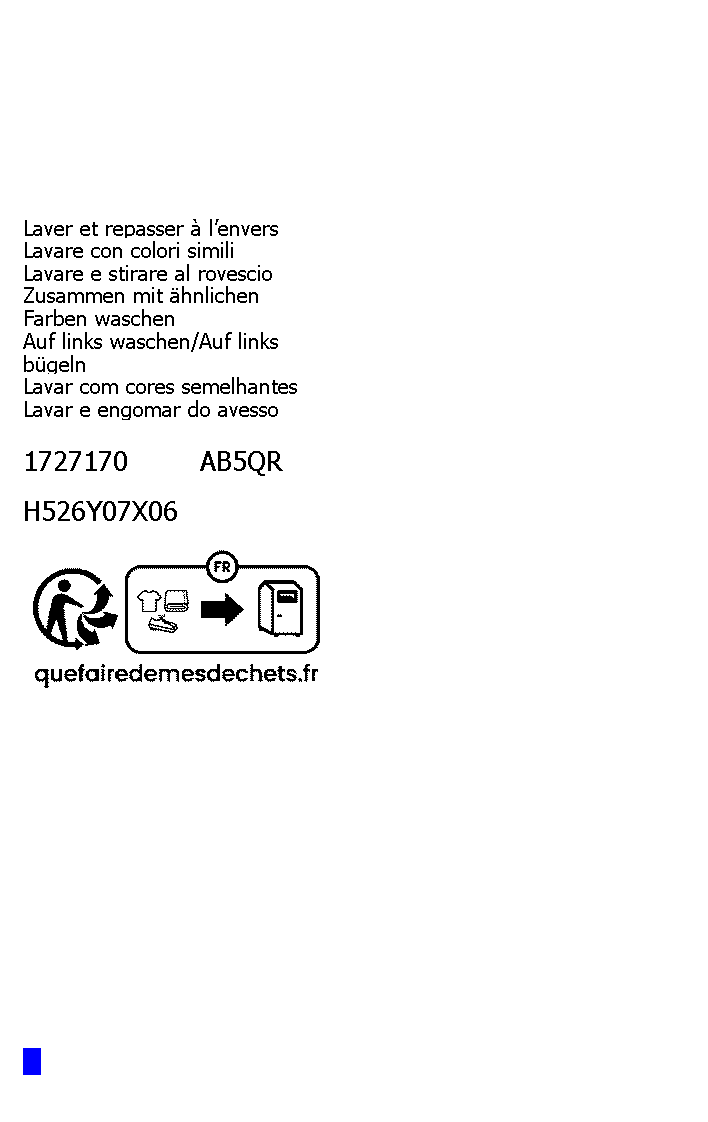 Laver et repasser à l’envers
Lavare con colori simili
Lavare e stirare al rovescio
Zusammen mit ähnlichen
Farben waschen
Auf links waschen/Auf links
bügeln
Lavar com cores semelhantes
Lavar e engomar do avesso
1727170 AB5QR
H526Y07X06
FR
quefairedemesdechets.fr